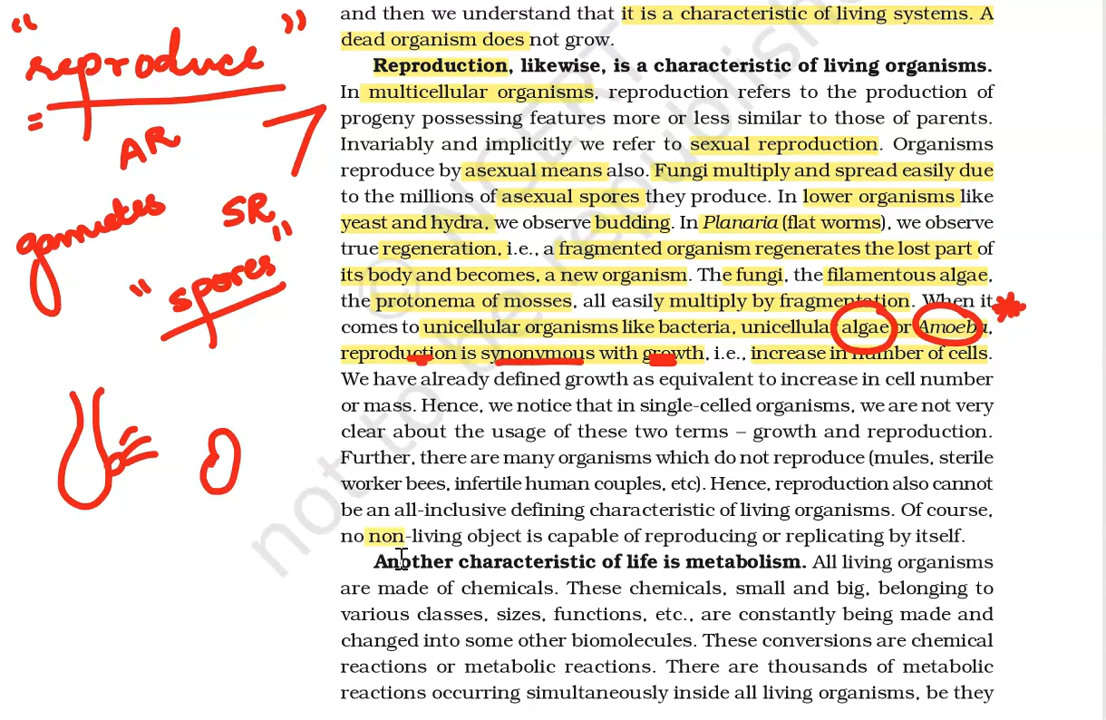 and then we understand that it is a characteristic of living systems. A
dead organism does not grow.
Reproduction, likewise, is a characteristic of living organisms.
In multicellular organisms, reproduction refers to the production of
progeny possessing features more or less similar to those of parents.
Invariably and implicitly we refer to sexual reproduction. Organisms
reproduce by asexual means also. Fungi multiply and spread easily due
to the millions of asexual spores they produce. In lower organisms like
yeast and hydra, we observe budding. In Planaria (flat worms), we observe
true regeneration, i.e., a fragmented organism regenerates the lost part of
its body and becomes, a new organism. The fungi, the filamentous algae,
the protonema of mosses, all easily multiply by fragmentation. When it
comes to unicellular organisms like bacteria, unicellular algae or Amoeba,
reproduction is synonymous with growth, i.e., increase in number of cells.
We have already defined growth as equivalent to increase in cell number
or mass. Hence, we notice that in single-celled organisms, we are not very
clear about the usage of these two terms – growth and reproduction.
Further, there are many organisms which do not reproduce (mules, sterile
worker bees, infertile human couples, etc). Hence, reproduction also cannot
be an all-inclusive defining characteristic of living organisms. Of course,
no non-living object is capable of reproducing or replicating by itself.
Another characteristic of life is metabolism. All living organisms
are made of chemicals. These chemicals, small and big, belonging to
various classes, sizes, functions, etc., are constantly being made and
changed into some other biomolecules. These conversions are chemical
reactions or metabolic reactions. There are thousands of metabolic
reactions occurring simultaneously inside all living organisms, be they
"reproduce"
AR
gametes
SR
"spores"
© NCERT
not to be republished